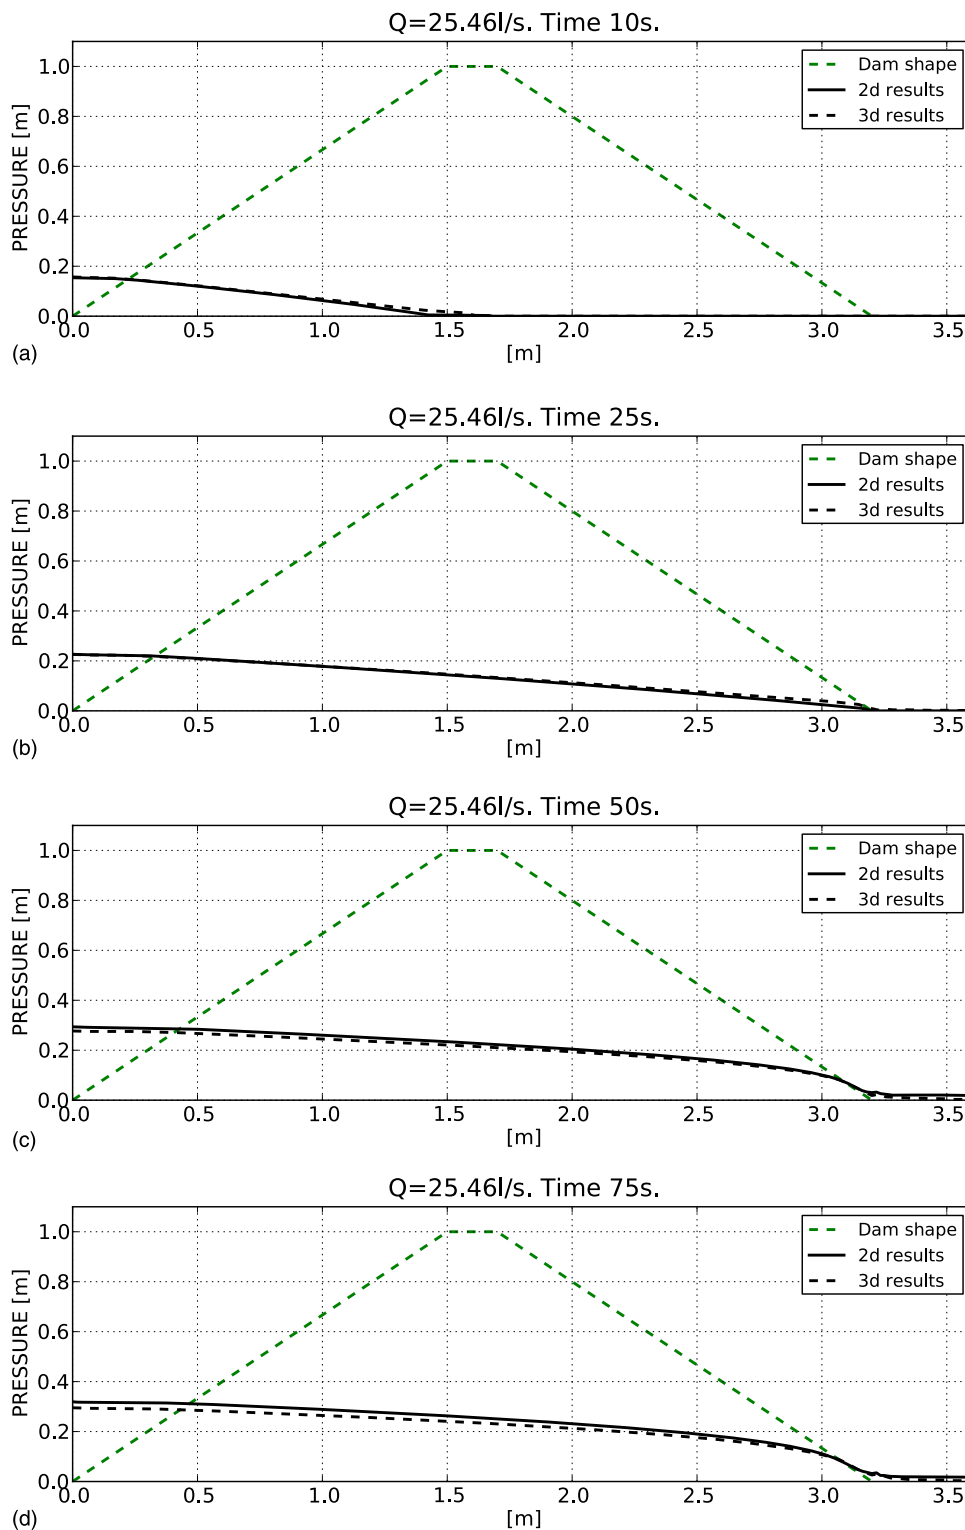 Q=25.46l/s. Time 10s.
PRESSURE [m]
1.0
0.8
0.6
0.4
0.2
0.0
Dam shape
2d results
3d results
0.0 0.5 1.0 1.5 2.0 2.5 3.0 3.5
[m]
(a)
Q=25.46l/s. Time 25s.
PRESSURE [m]
1.0
0.8
0.6
0.4
0.2
0.0
Dam shape
2d results
3d results
0.0 0.5 1.0 1.5 2.0 2.5 3.0 3.5
[m]
(b)
Q=25.46l/s. Time 50s.
PRESSURE [m]
1.0
0.8
0.6
0.4
0.2
0.0
Dam shape
2d results
3d results
0.0 0.5 1.0 1.5 2.0 2.5 3.0 3.5
[m]
(c)
Q=25.46l/s. Time 75s.
PRESSURE [m]
1.0
0.8
0.6
0.4
0.2
0.0
Dam shape
2d results
3d results
0.0 0.5 1.0 1.5 2.0 2.5 3.0 3.5
[m]
(d)